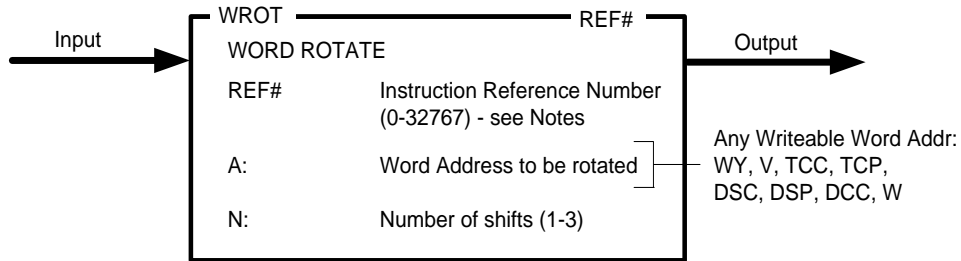 WROT REF#
Input
WORD ROTATE
Output
REF# Instruction Reference Number
(0-32767) - see Notes
A: Word Address to be rotated
Any Writeable Word Addr:
WY, V, TCC, TCP,
DSC, DSP, DCC, W
N: Number of shifts (1-3)